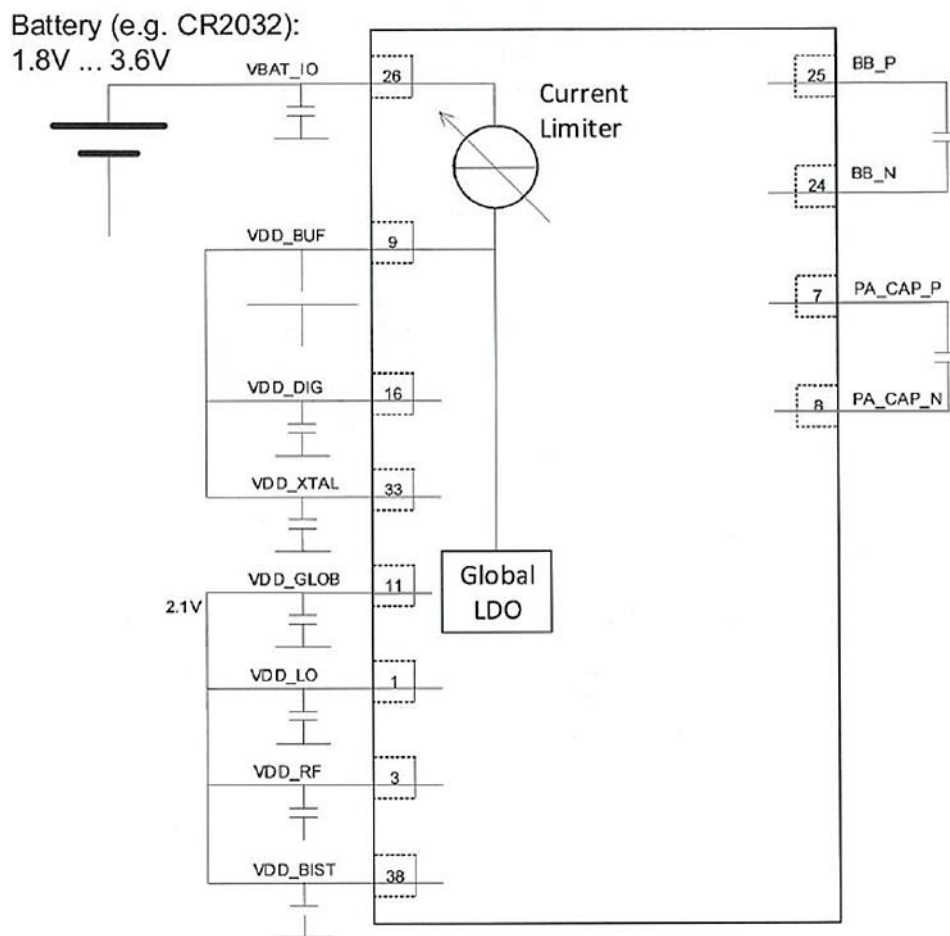 Battery (e.g. CR2032):
1.8V ... 3.6V
VBAT_IO
26
Current
Limiter
25
BB_P
24
BB_N
VDD_BUF
9
7
PA_CAP_P
VDD_DIG
16
8
PA_CAP_N
VDD_XTAL
33
Global
LDO
VDD_GLOB
11
2.1V
VDD_LO
1
VDD_RF
3
VDD_BIST
38